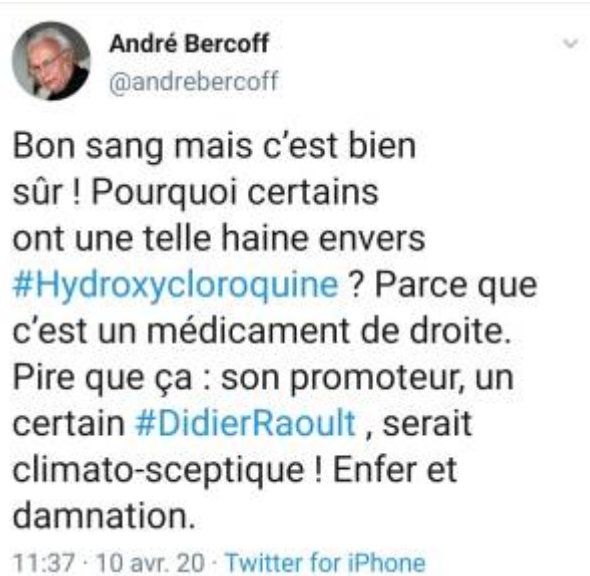 André Bercoff
@andrebercoff
Bon sang mais c’est bien
sûr ! Pourquoi certains
ont une telle haine envers
#Hydroxycloroquine ? Parce que
c’est un médicament de droite.
Pire que ça : son promoteur, un
certain #DidierRaoult , serait
climato-sceptique ! Enfer et
damnation.
11:37 · 10 avr. 20 · Twitter for iPhone